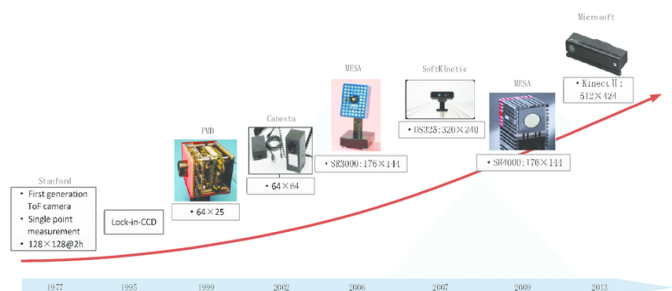 Microsoft
MESA
SoftKinetic
MESA
• Kinect II:
512×424
PMD
Canesta
• DS325:320×240
• SR3000:176×144
• SR4000:176×144
Stanford
• First generation
ToF camera
• Single point
measurement
• 128×128@2h
Lock-in-CCD
• 64×25
• 64×64
1977
1995
1999
2002
2006
2007
2009
2013